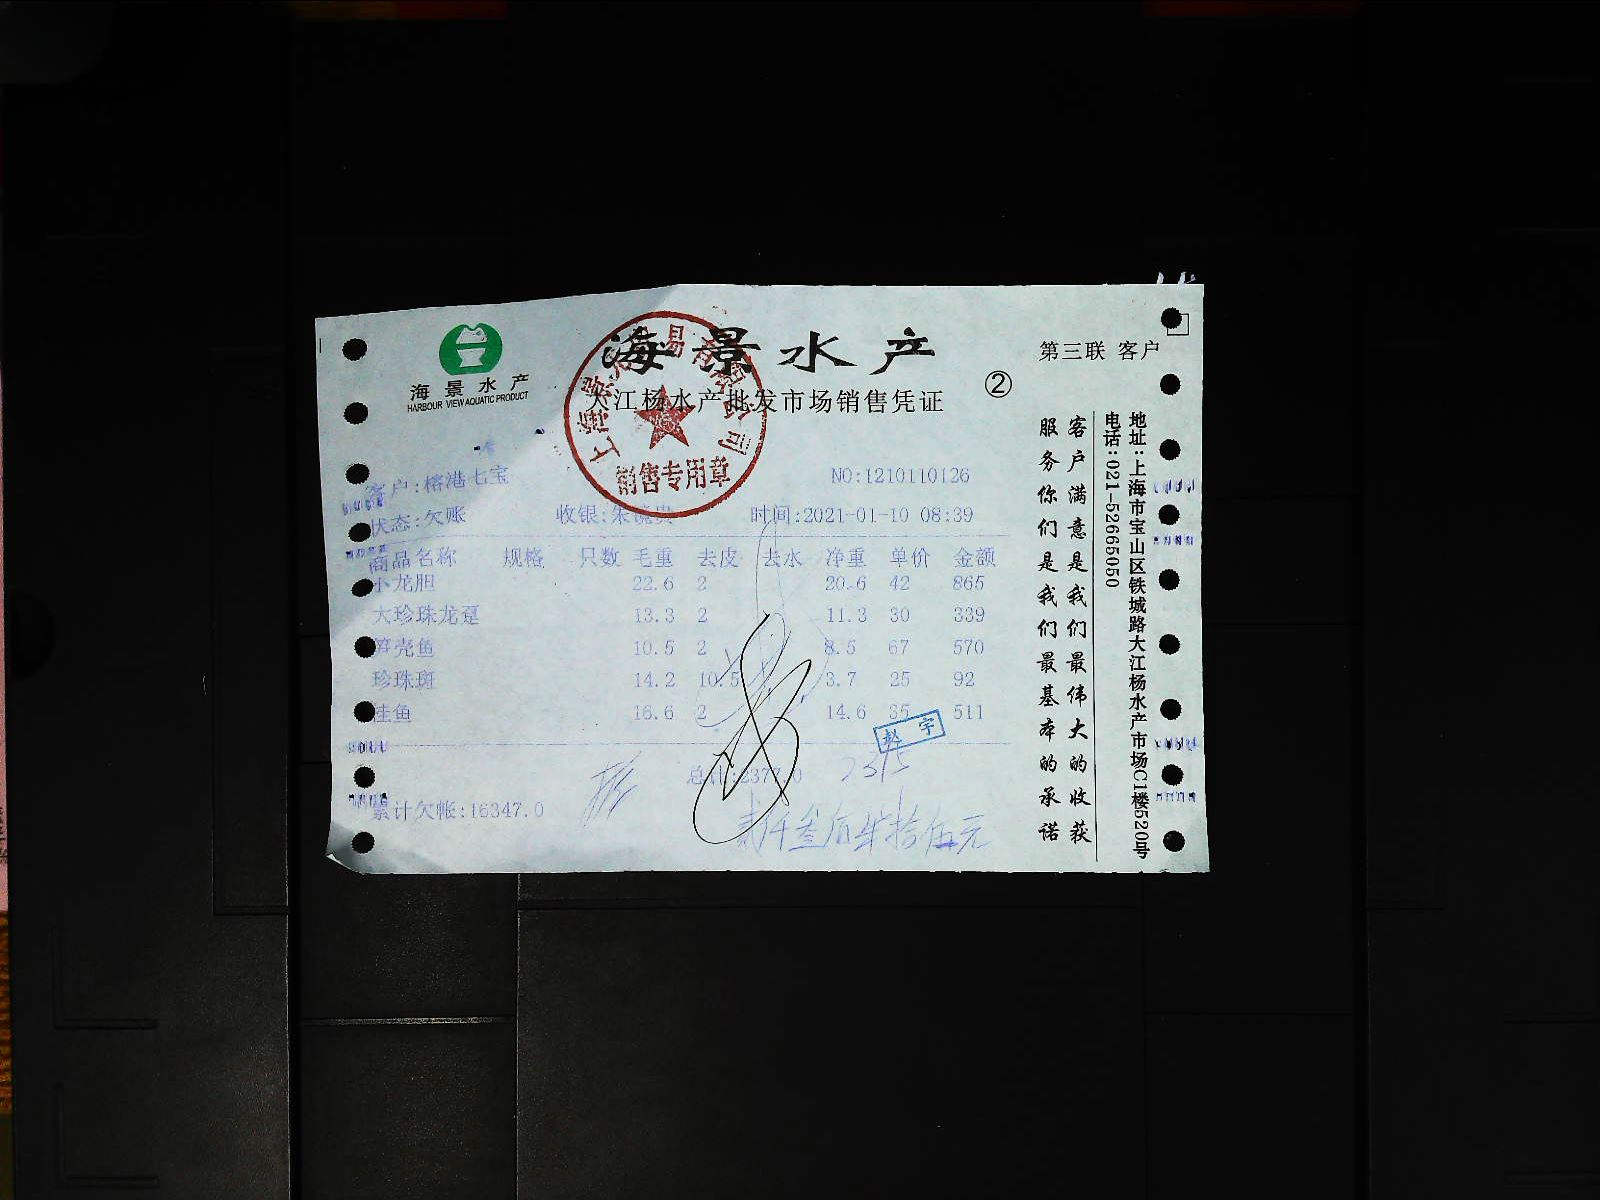 海景水产
HARBOUR VIEW AQUATIC PRODUCT
海景水产
大江杨水产批发市场销售凭证
②
第三联 客户
销售专用章
客户:榕港七宝
NO:1210110126
状态:欠账 收银:朱 时间:2021-01-10 08:39
商品名称 规格 只数 毛重 去皮 去水 净重 单价 金额
小龙胆 22.6 2 20.6 42 865
大珍珠龙趸 13.3 2 11.3 30 339
笋壳鱼 10.5 2 8.5 67 570
珍珠斑 14.2 10.5 3.7 25 92
桂鱼 16.6 2 14.6 35 511
赵宇
总计:2377.0
累计欠帐:16347.0
客户满意是我们最伟大的收获
服务你们是我们最基本的承诺
地址:上海市宝山区铁城路大江杨水产市场C1楼520号
电话:021-52665050